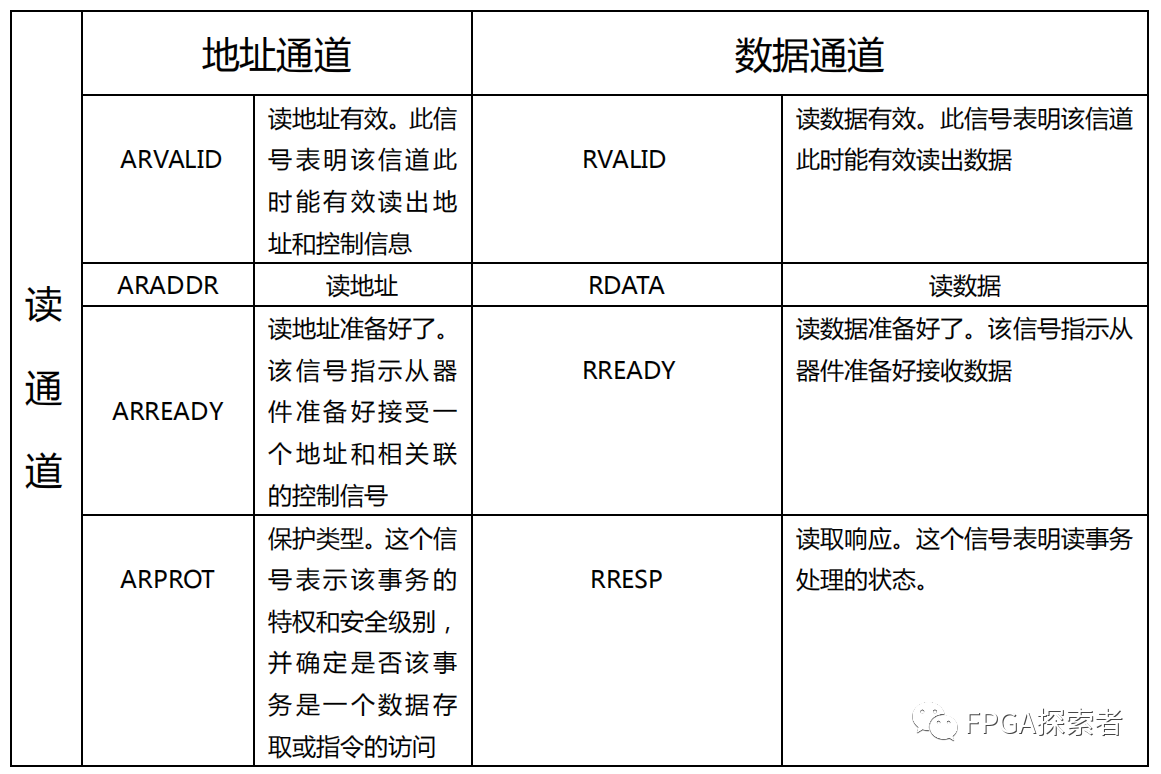 读通道
地址通道
数据通道
ARVALID
读地址有效。此信
号表明该信道此
时能有效读出地
址和控制信息
RVALID
读数据有效。此信号表明该信道
此时能有效读出数据
ARADDR
读地址
RDATA
读数据
ARREADY
读地址准备好了。
该信号指示从器
件准备好接受一
个地址和相关联
的控制信号
RREADY
读数据准备好了。该信号指示从
器件准备好接收数据
ARPROT
保护类型。这个信
号表示该事务的
特权和安全级别，
并确定是否该事
务是一个数据存
取或指令的访问
RRESP
读取响应。这个信号表明读事务
处理的状态。
FPGA探索者